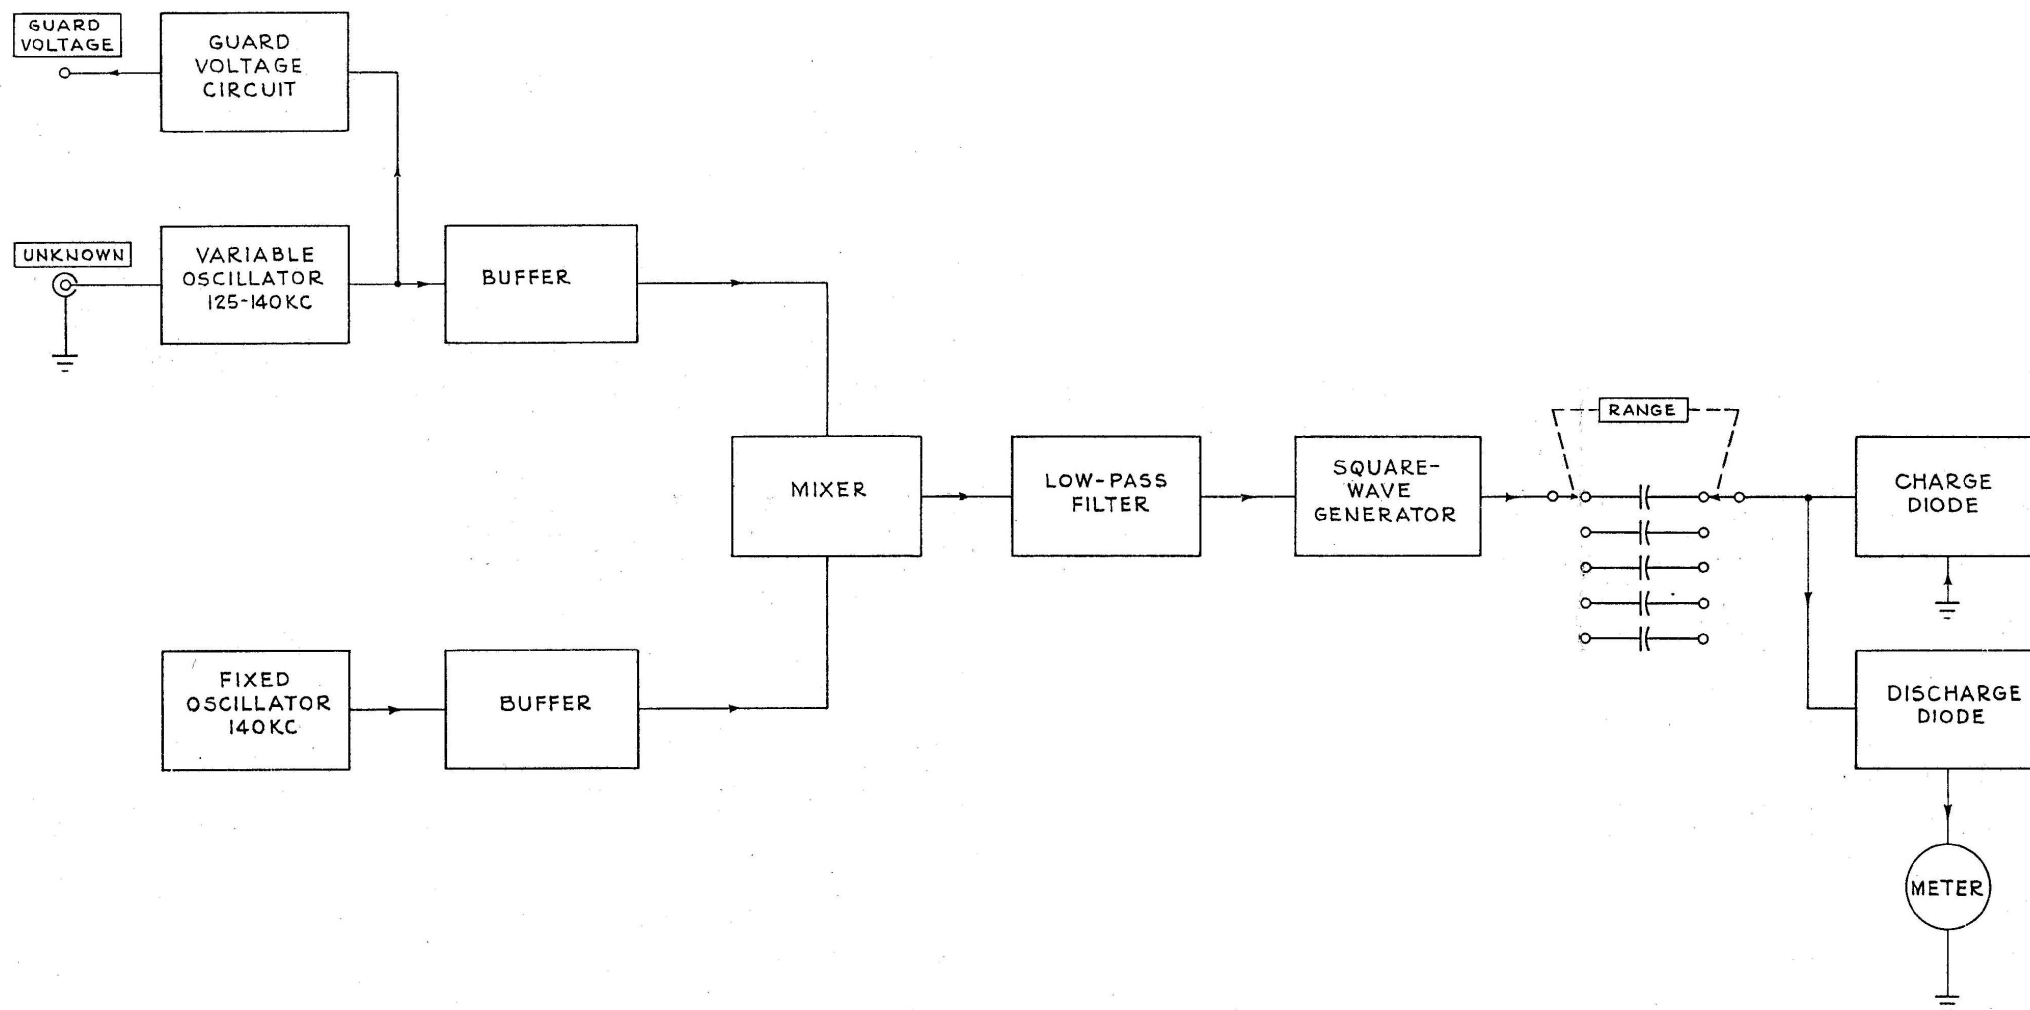 GUARD
VOLTAGE
GUARD
VOLTAGE
CIRCUIT
UNKNOWN
VARIABLE
OSCILLATOR
125-140KC
BUFFER
RANGE
MIXER
LOW-PASS
FILTER
SQUARE-
WAVE
GENERATOR
CHARGE
DIODE
FIXED
OSCILLATOR
140KC
BUFFER
DISCHARGE
DIODE
METER